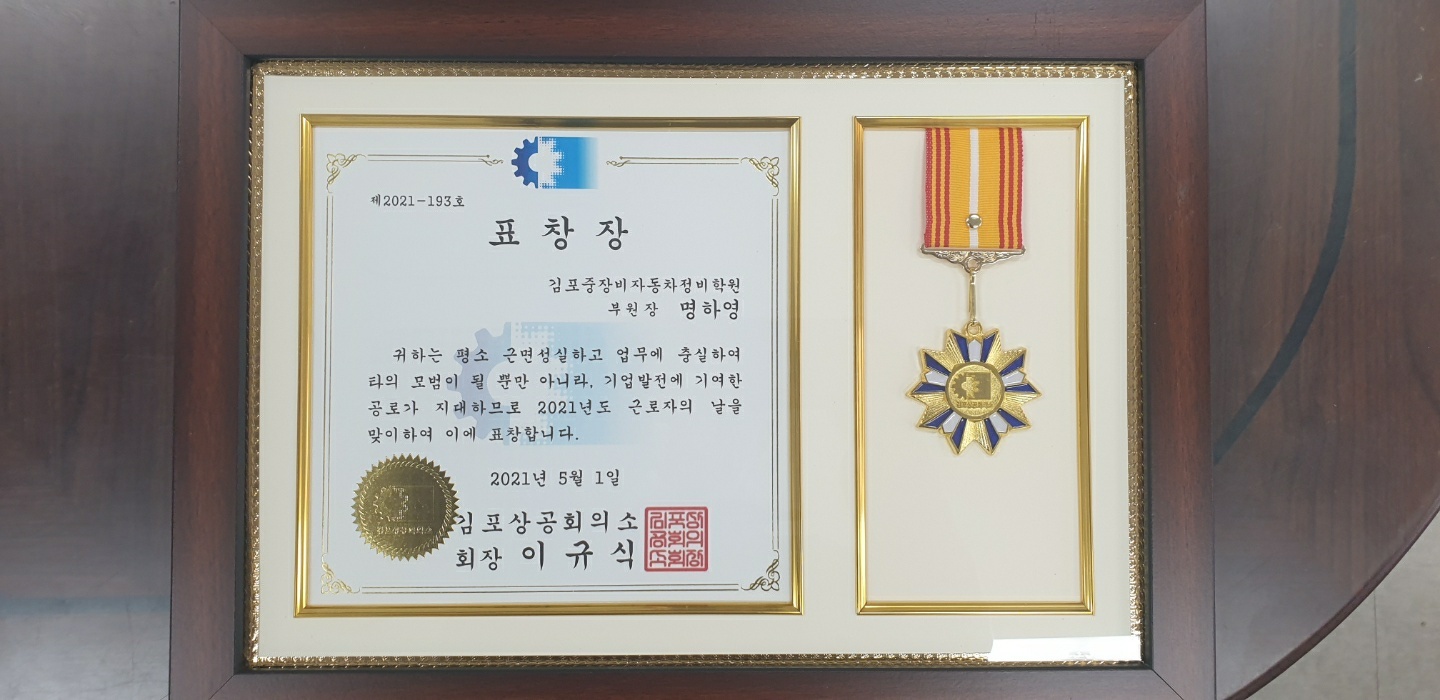 제2021-193호
표창장
김포중장비자동차정비학원
부원장 명하영
귀하는 평소 근면성실하고 업무에 충실하여
타의 모범이 될 뿐만 아니라, 기업발전에 기여한
공로가 지대하므로 2021년도 근로자의 날을
맞이하여 이에 표창합니다.
2021년 5월 1일
김포상공회의소
회장 이규식